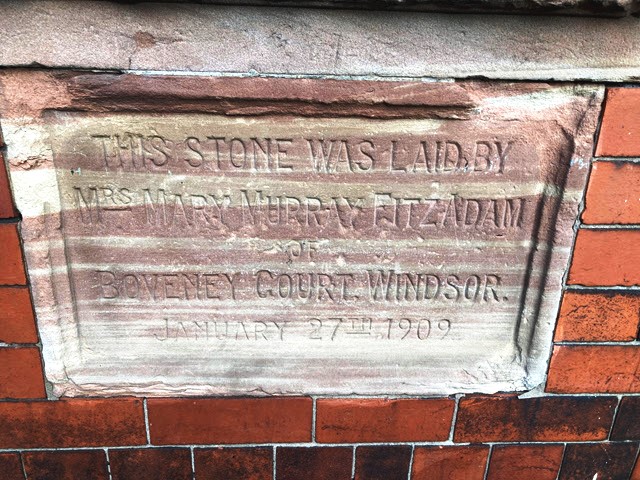 THIS STONE WAS LAID BY
MRS MARY MURRAY FITZADAM
OF
BOVENEY COURT, WINDSOR.
JANUARY 27TH 1909